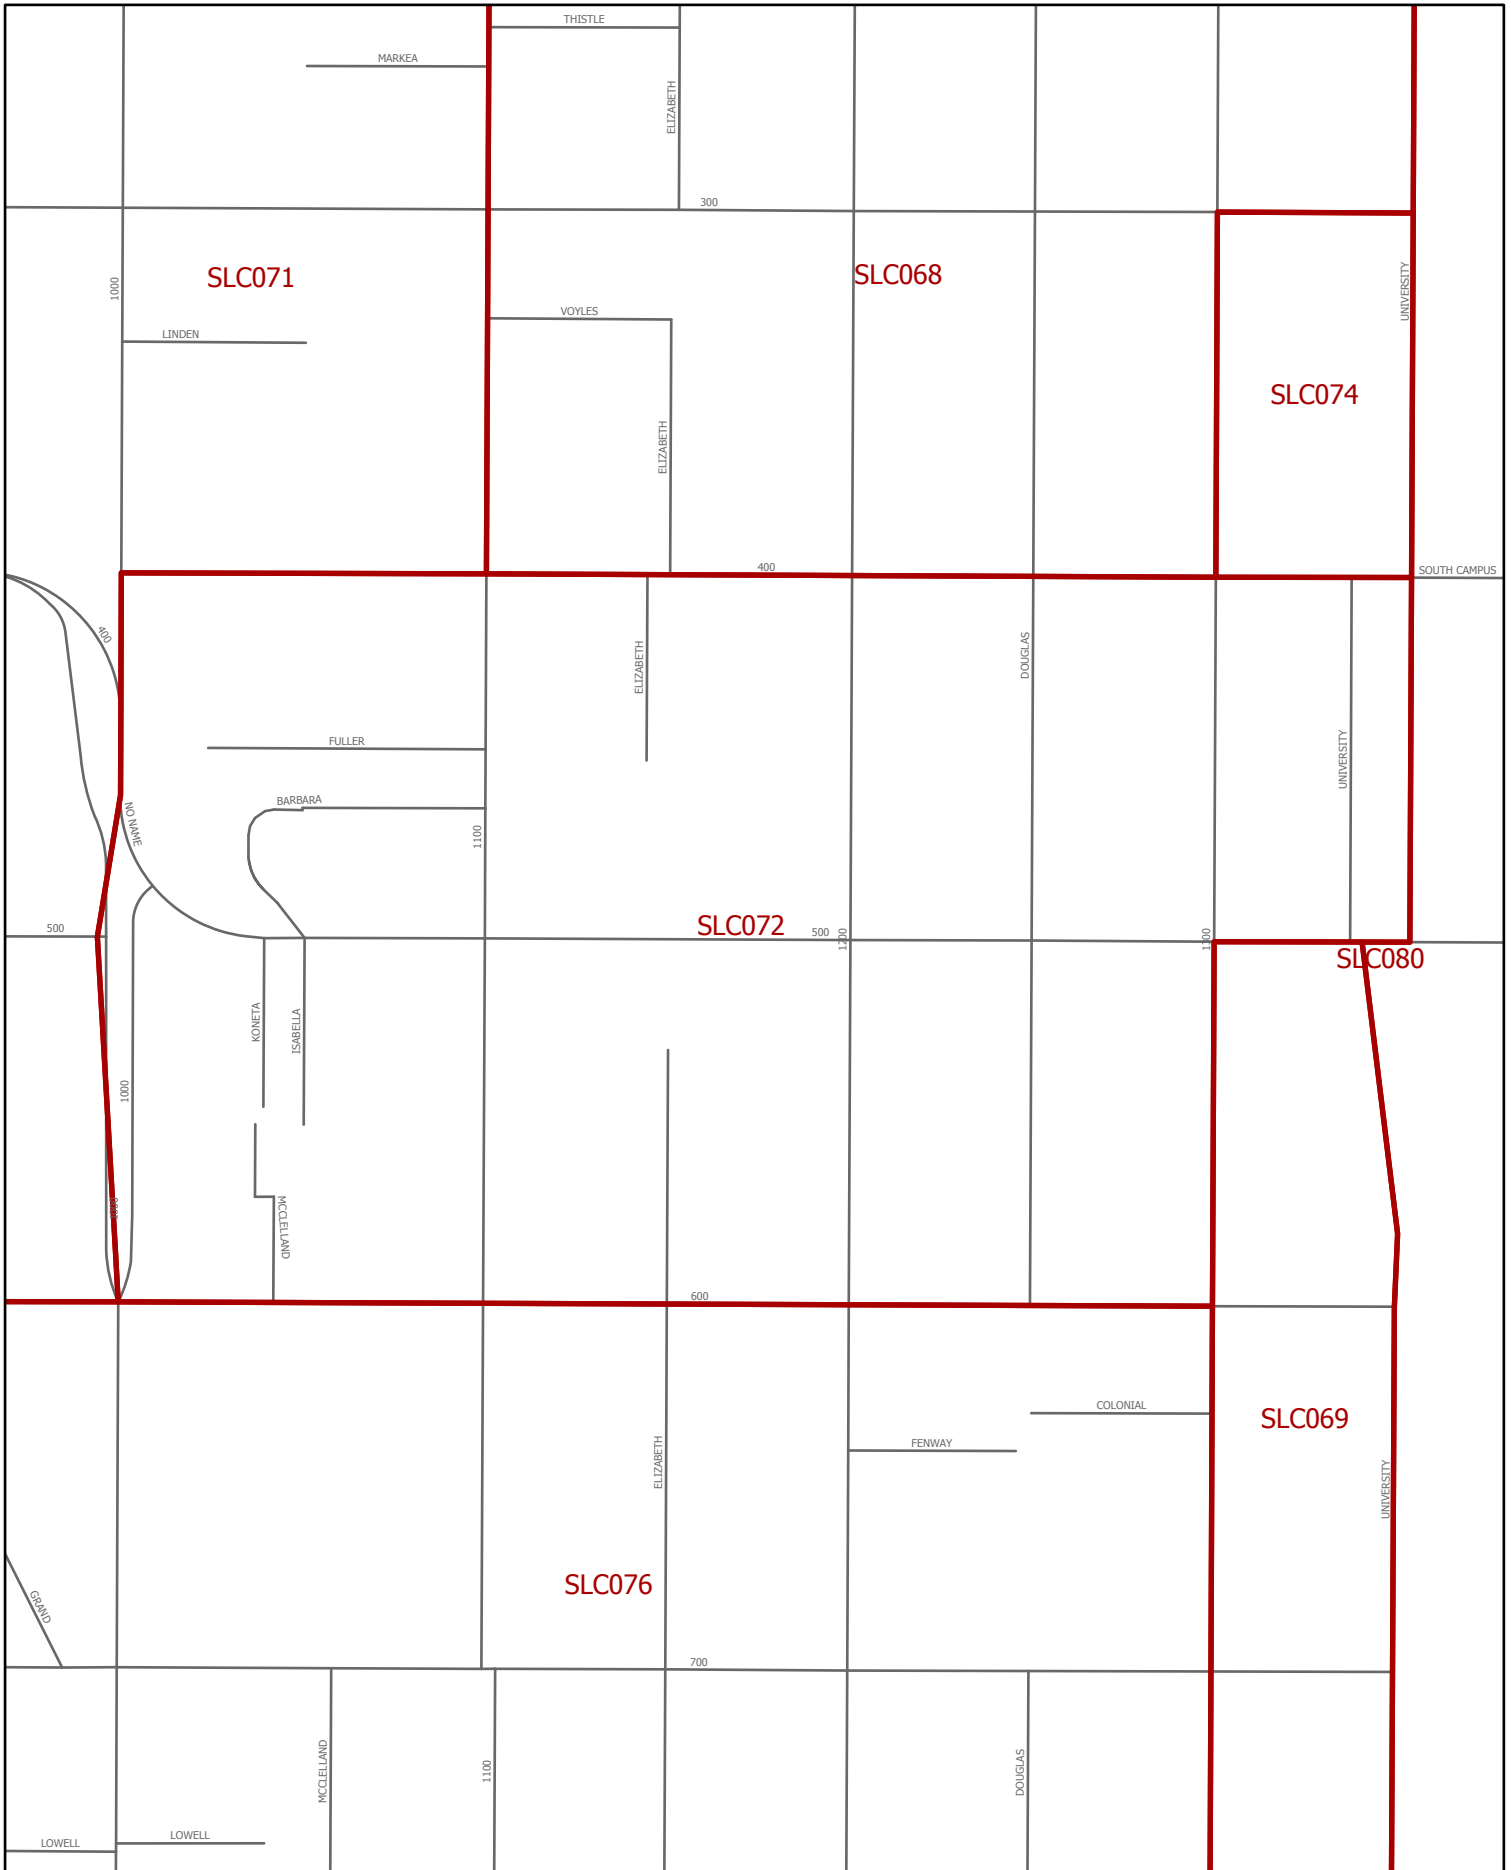 THISTLE
MARKEA
ELIZABETH
300
SLC071
SLC068
1000
UNIVERSITY
VOYLES
LINDEN
SLC074
ELIZABETH
400
SOUTH CAMPUS
400
ELIZABETH
DOUGLAS
FULLER
UNIVERSITY
BARBARA
NO NAME
1100
SLC072
500
500
1200
1300
SLC080
KONETA
ISABELLA
1000
MCCLELLAND
600
COLONIAL
SLC069
FENWAY
ELIZABETH
UNIVERSITY
SLC076
GRAND
700
MCCLELLAND
1100
DOUGLAS
LOWELL
LOWELL